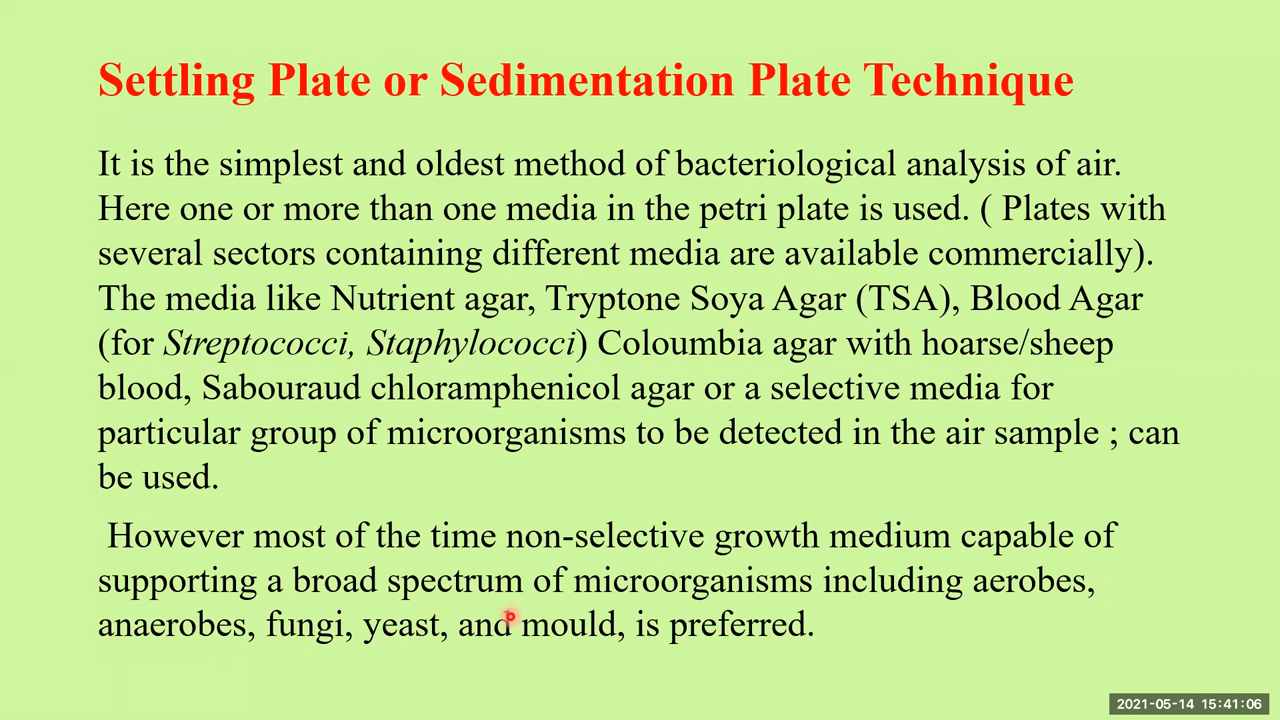 Settling Plate or Sedimentation Plate Technique
It is the simplest and oldest method of bacteriological analysis of air.
Here one or more than one media in the petri plate is used. ( Plates with
several sectors containing different media are available commercially).
The media like Nutrient agar, Tryptone Soya Agar (TSA), Blood Agar
(for Streptococci, Staphylococci) Coloumbia agar with hoarse/sheep
blood, Sabouraud chloramphenicol agar or a selective media for
particular group of microorganisms to be detected in the air sample ; can
be used.
However most of the time non-selective growth medium capable of
supporting a broad spectrum of microorganisms including aerobes,
anaerobes, fungi, yeast, and mould, is preferred.
2021-05-14 15:41:06